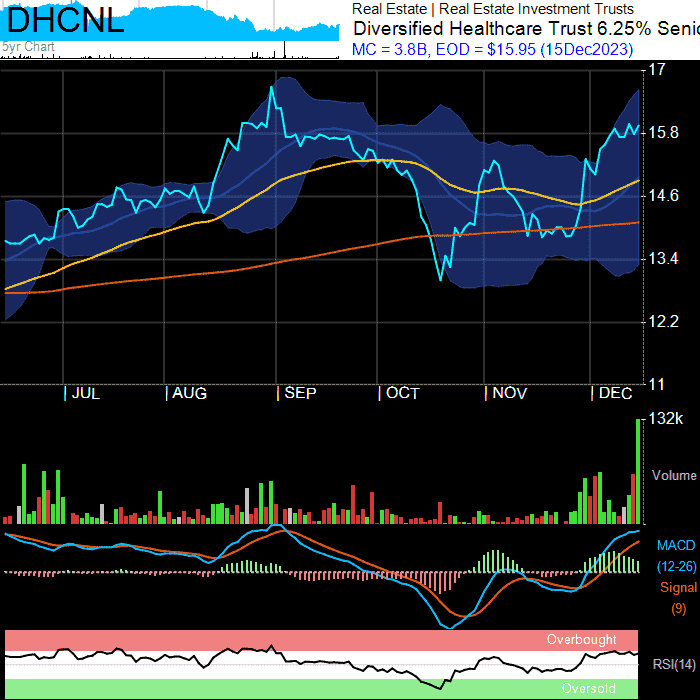 DHCNL
5yr Chart
Real Estate | Real Estate Investment Trusts
Diversified Healthcare Trust 6.25% Senic
MC = 3.8B, EOD = $15.95 (15Dec2023)
17
15.8
14.6
13.4
12.2
11
JUL
AUG
SEP
OCT
NOV
DEC
132k
Volume
MACD
(12-26)
Signal
(9)
Overbought
RSI(14)
Oversold